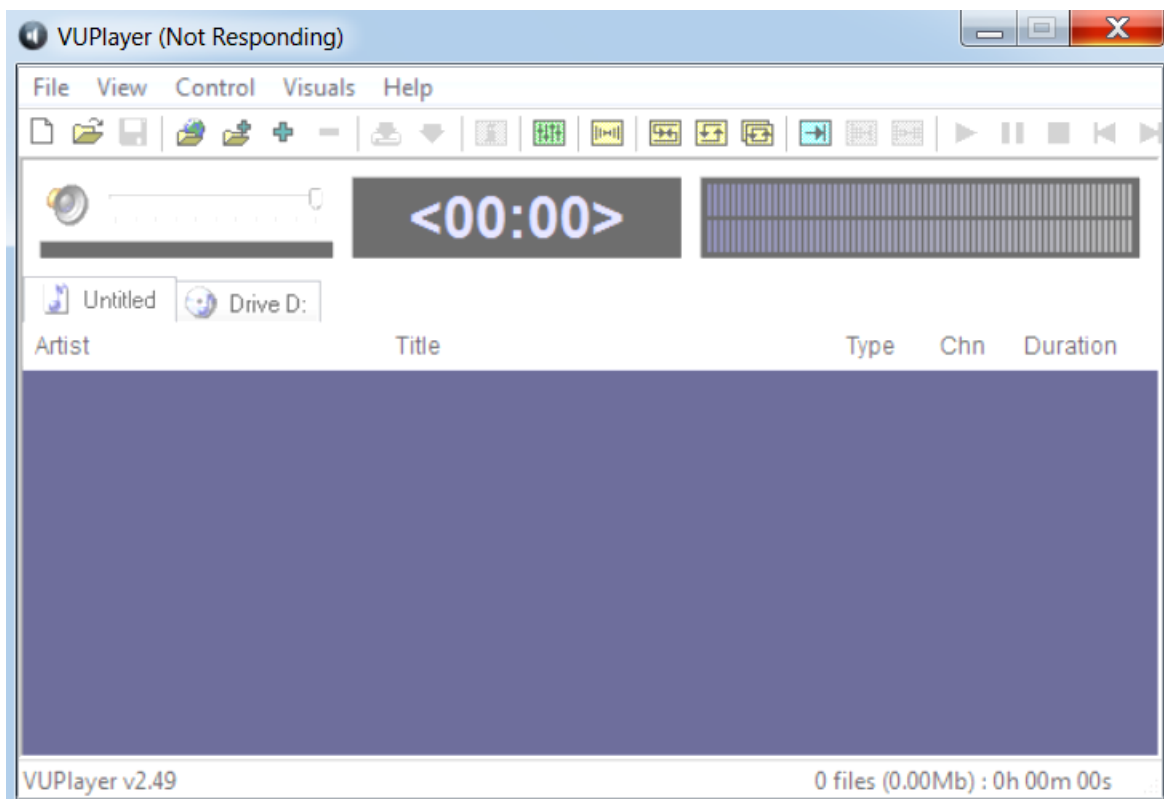 VUPlayer (Not Responding)
File View Control Visuals Help
<00:00>
Untitled Drive D:
Artist Title Type Chn Duration
VUPlayer v2.49 0 files (0.00Mb) : 0h 00m 00s